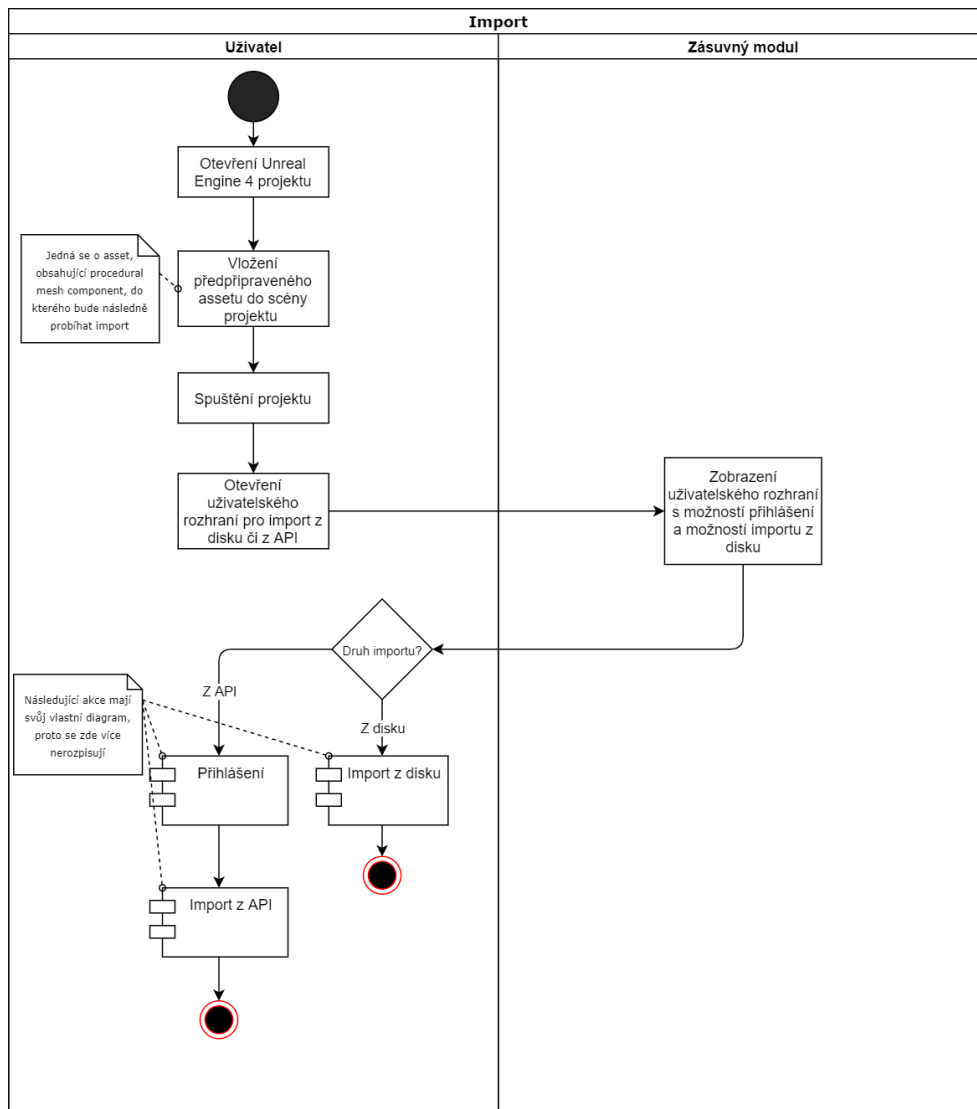 Import
Uživatel
Zásuvný modul
Otevření Unreal
Engine 4 projektu
Jedná se o asset,
obsahující procedural
mesh component, do
kterého bude následně
probíhat import
Vložení
předpřipraveného
assetu do scény
projektu
Spuštění projektu
Otevření
uživatelského
rozhraní pro import z
disku či z API
Zobrazení
uživatelského rozhraní
s možností přihlášení
a možností importu z
disku
Druh importu?
Z API
Z disku
Následující akce mají
svůj vlastní diagram,
proto se zde více
nerozpisují
Přihlášení
Import z disku
Import z API